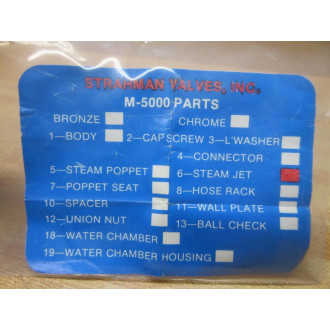 STRAHMAN VALVES, INC.
M-5000 PARTS
BRONZE CHROME
1—BODY 2—CAPSCREW 3—L'WASHER
4—CONNECTOR
5—STEAM POPPET 6—STEAM JET
7—POPPET SEAT 8—HOSE RACK
10—SPACER 11—WALL PLATE
12—UNION NUT 13—BALL CHECK
18—WATER CHAMBER
19—WATER CHAMBER HOUSING